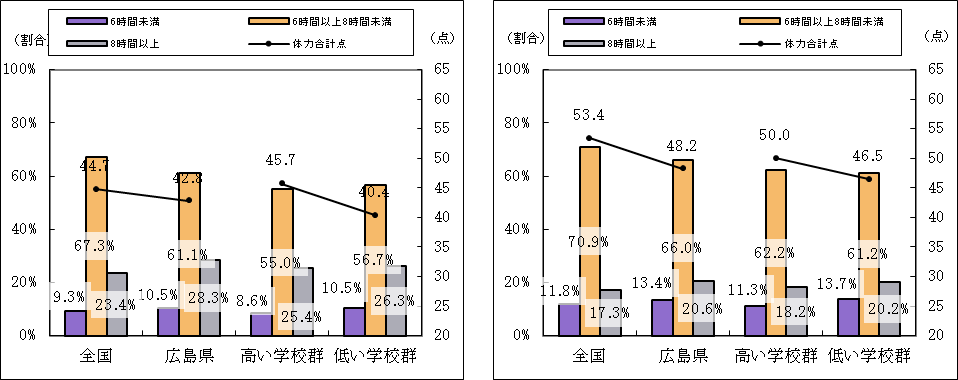 6時間未満 6時間以上8時間未満
8時間以上 体力合計点
（割合） （点）
100% 65
60
80% 55
50
60% 45
40% 40
35
20% 30
25
0% 20
44.7 42.8 45.7 40.4
67.3% 61.1% 55.0% 56.7%
9.3% 23.4% 10.5% 28.3% 8.6% 25.4% 10.5% 26.3%
全国 広島県 高い学校群 低い学校群
6時間未満 6時間以上8時間未満
8時間以上 体力合計点
（割合） （点）
100% 65
60
80% 55
50
60% 45
40% 40
35
20% 30
25
0% 20
53.4 48.2 50.0 46.5
70.9% 66.0% 62.2% 61.2%
11.8% 17.3% 13.4% 20.6% 11.3% 18.2% 13.7% 20.2%
全国 広島県 高い学校群 低い学校群